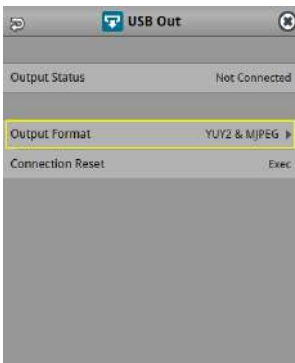 USB Out
Output Status Not Connected
Output Format YUY2 & MJPEG
Connection Reset Exec